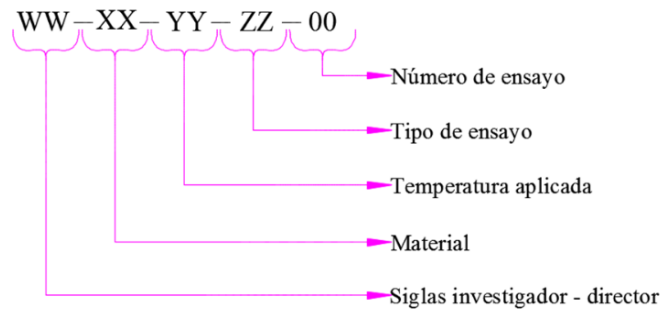 WW-XX-YY-ZZ-00
Número de ensayo
Tipo de ensayo
Temperatura aplicada
Material
Siglas investigador - director